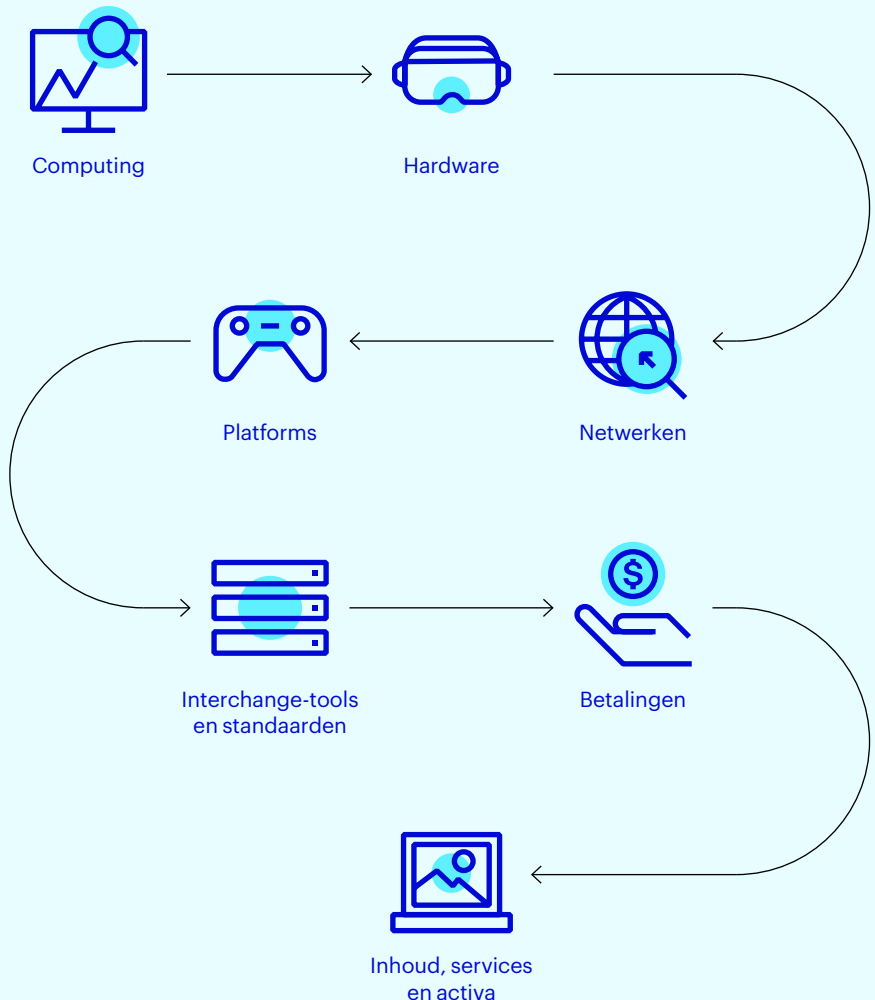 Computing
Hardware
Netwerken
Platforms
Interchange-tools
en standaarden
$
Betalingen
Inhoud, services
en activa